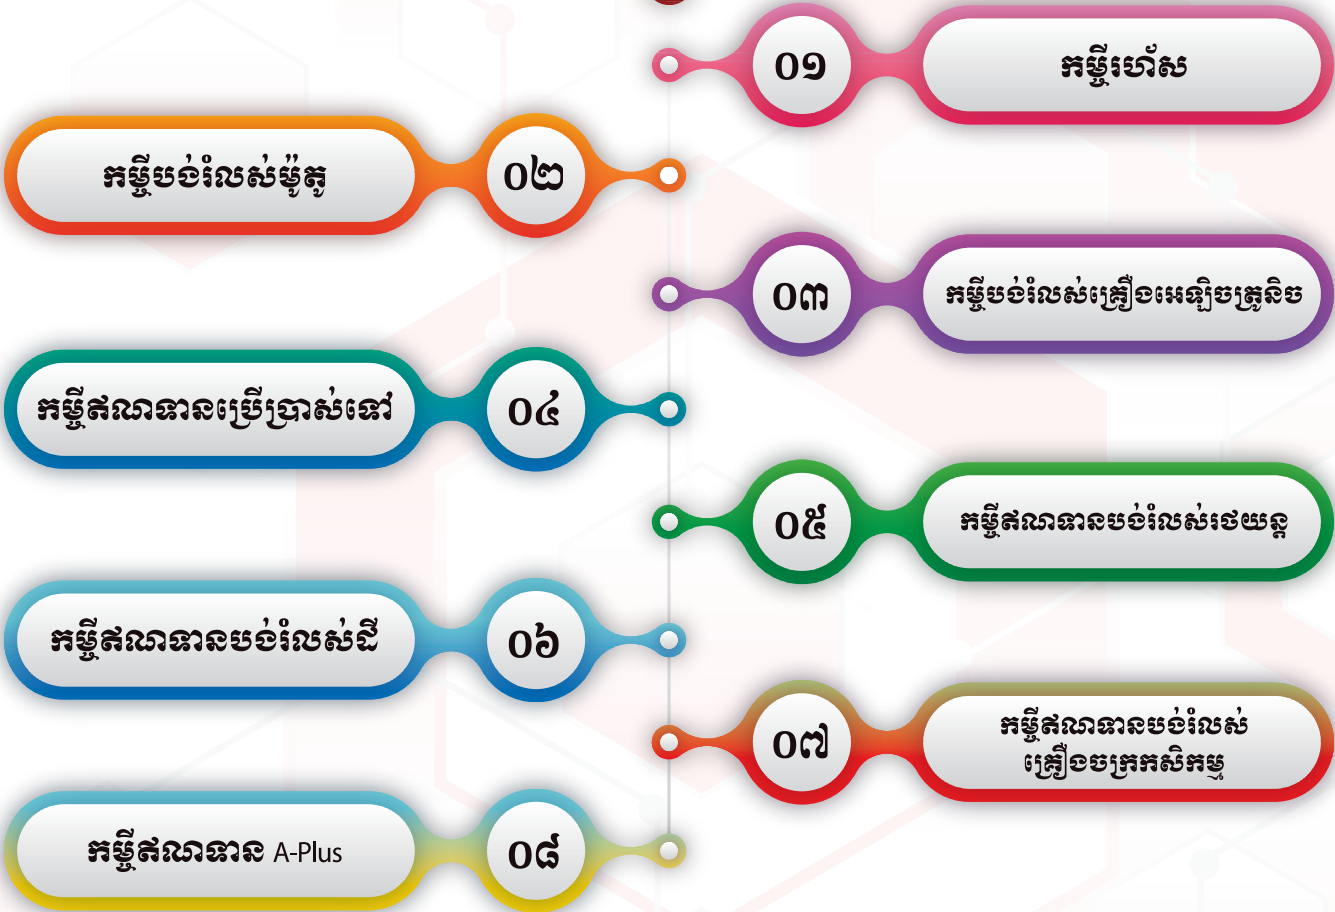 ០១
កម្ចីរហ័ស
កម្ចីបង់រំលស់ម៉ូតូ
០២
០៣
កម្ចីបង់រំលស់គ្រឿងអេឡិចត្រូនិច
កម្ចីឥណទានប្រើប្រាស់ទៅ
០៤
០៥
កម្ចីឥណទានបង់រំលស់រថយន្ត
កម្ចីឥណទានបង់រំលស់ដី
០៦
០៧
កម្ចីឥណទានបង់រំលស់
គ្រឿងចក្រកសិកម្ម
កម្ចីឥណទាន A-Plus
០៨